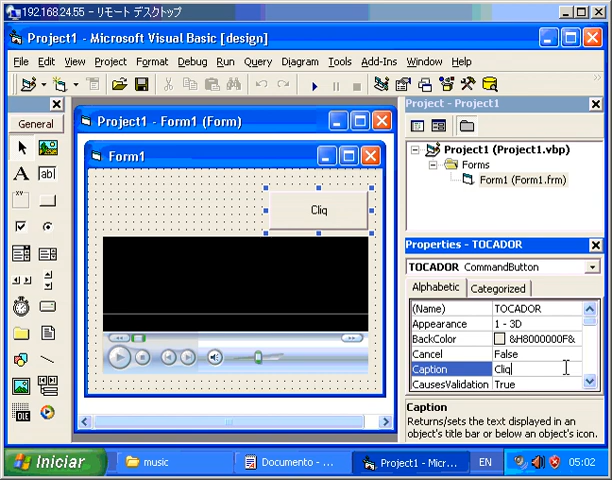 192.168.24.55 - リモート デスクトップ
Project1 - Microsoft Visual Basic [design]
File Edit View Project Format Debug Run Query Diagram Tools Add-Ins Window Help
General
A ab|
xy
OLE
Project1 - Form1 (Form)
Form1
Cliq
Project - Project1
Project1 (Project1.vbp)
Forms
Form1 (Form1.frm)
Properties - TOCADOR
TOCADOR CommandButton
Alphabetic Categorized
(Name) TOCADOR
Appearance 1 - 3D
BackColor &H8000000F&
Cancel False
Caption Cliq
CausesValidation True
Caption
Returns/sets the text displayed in an object's title bar or below an object's icon.
Iniciar music Documento - ... Project1 - Micr... EN 05:02